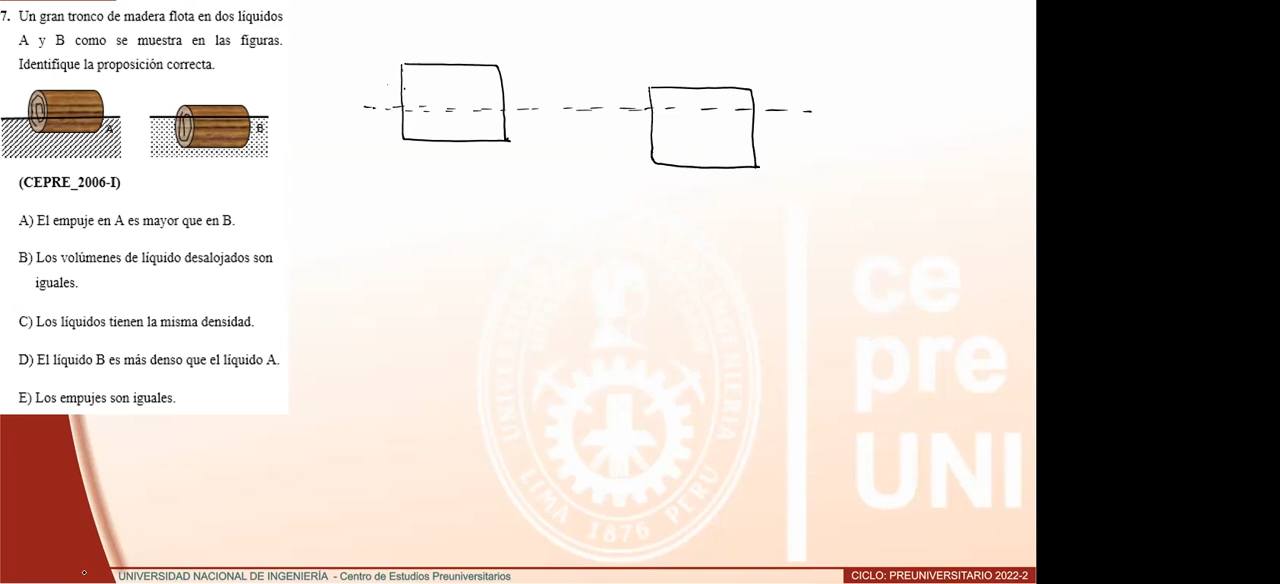 7. Un gran tronco de madera flota en dos líquidos
A y B como se muestra en las figuras.
Identifique la proposición correcta.
A
B
(CEPRE_2006-I)
A) El empuje en A es mayor que en B.
B) Los volúmenes de líquido desalojados son
iguales.
C) Los líquidos tienen la misma densidad.
D) El líquido B es más denso que el líquido A.
E) Los empujes son iguales.
ce
pre
UNI
LIMA 1876 PERU
UNIVERSIDAD NACIONAL DE INGENIERÍA - Centro de Estudios Preuniversitarios
CICLO: PREUNIVERSITARIO 2022-2